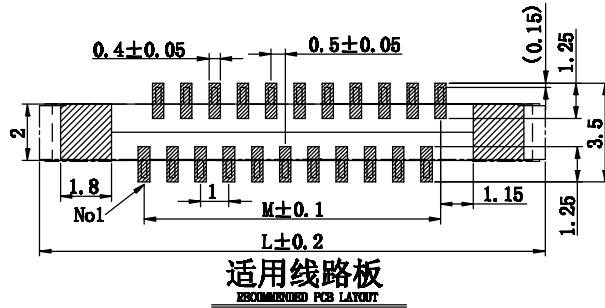 0.4±0.05
0.5±0.05
(0.15)
1.25
2
3.5
1.8
No1
1
M±0.1
1.15
1.25
L±0.2
适用线路板
RECOMMENDED PCB LAYOUT